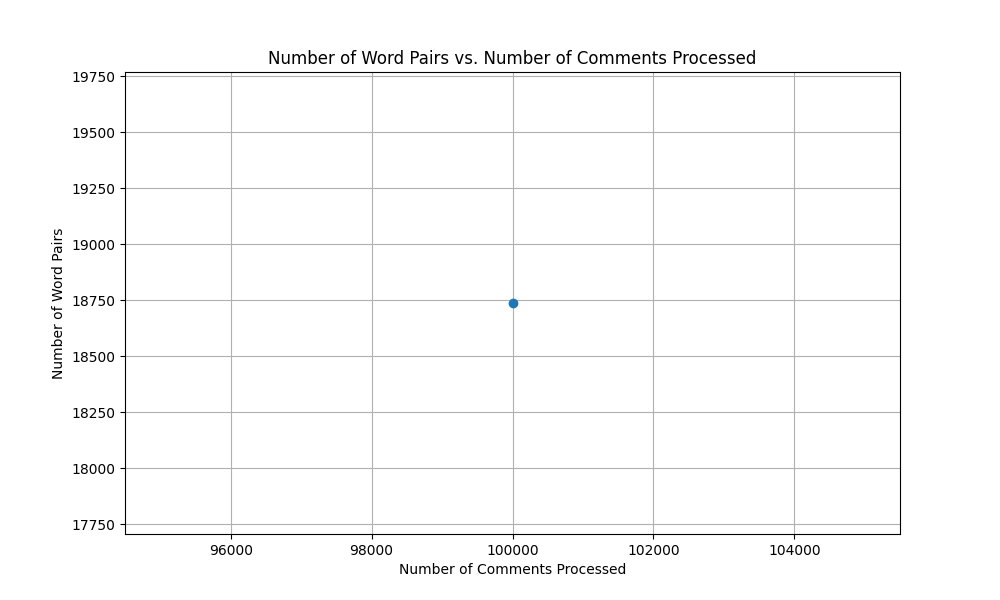 Number of Word Pairs vs. Number of Comments Processed
19750
19500
19250
19000
18750
18500
18250
18000
17750
Number of Word Pairs
96000 98000 100000 102000 104000
Number of Comments Processed